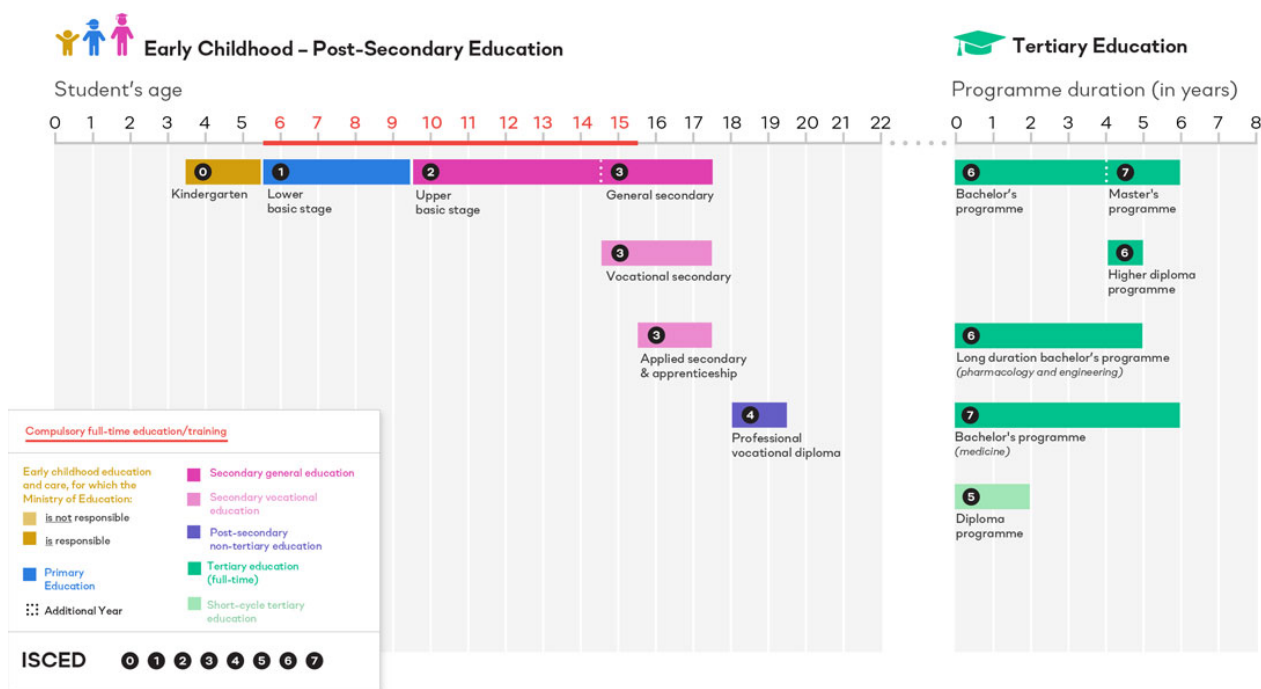 Early Childhood – Post-Secondary Education
Tertiary Education
Student's age
Programme duration (in years)
0 1 2 3 4 5 6 7 8 9 10 11 12 13 14 15 16 17 18 19 20 21 22
0 1 2 3 4 5 6 7 8
0
1
2
3
Kindergarten
Lower
basic stage
Upper
basic stage
General secondary
6
7
Bachelor's
programme
Master's
programme
3
Vocational secondary
6
Higher diploma
programme
3
Applied secondary
& apprenticeship
6
Long duration bachelor's programme
(pharmacology and engineering)
4
Professional
vocational diploma
7
Bachelor's programme
(medicine)
5
Diploma
programme
Compulsory full-time education/training
Early childhood education
and care, for which the
Ministry of Education:
is not responsible
is responsible
Primary
Education
Additional Year
Secondary general education
Secondary vocational
education
Post-secondary
non-tertiary education
Tertiary education
(full-time)
Short-cycle tertiary
education
ISCED 0 1 2 3 4 5 6 7